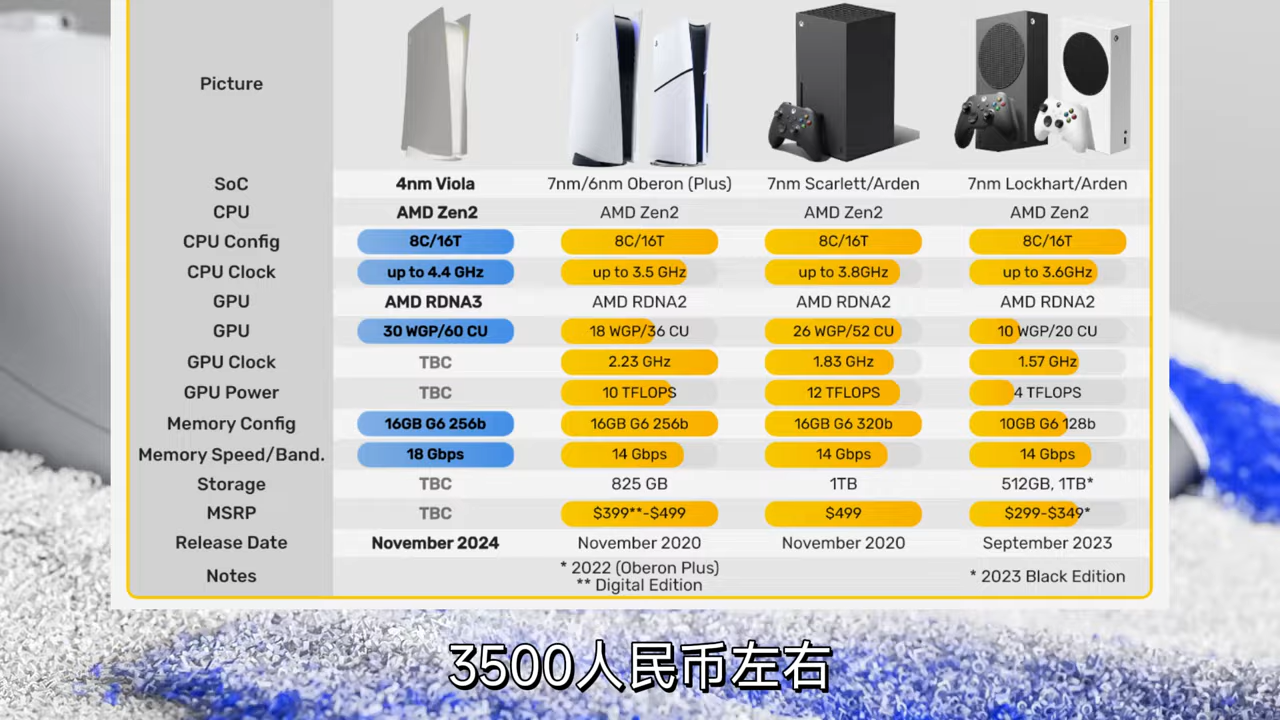 Picture
SoC 4nm Viola 7nm/6nm Oberon (Plus) 7nm Scarlett/Arden 7nm Lockhart/Arden
CPU AMD Zen2 AMD Zen2 AMD Zen2 AMD Zen2
CPU Config 8C/16T 8C/16T 8C/16T 8C/16T
CPU Clock up to 4.4 GHz up to 3.5 GHz up to 3.8GHz up to 3.6GHz
GPU AMD RDNA3 AMD RDNA2 AMD RDNA2 AMD RDNA2
GPU 30 WGP/60 CU 18 WGP/36 CU 26 WGP/52 CU 10 WGP/20 CU
GPU Clock TBC 2.23 GHz 1.83 GHz 1.57 GHz
GPU Power TBC 10 TFLOPS 12 TFLOPS 4 TFLOPS
Memory Config 16GB G6 256b 16GB G6 256b 16GB G6 320b 10GB G6 128b
Memory Speed/Band. 18 Gbps 14 Gbps 14 Gbps 14 Gbps
Storage TBC 825 GB 1TB 512GB, 1TB*
MSRP TBC $399**-$499 $499 $299-$349*
Release Date November 2024 November 2020 November 2020 September 2023
Notes * 2022 (Oberon Plus) * 2023 Black Edition
** Digital Edition
3500人民币左右